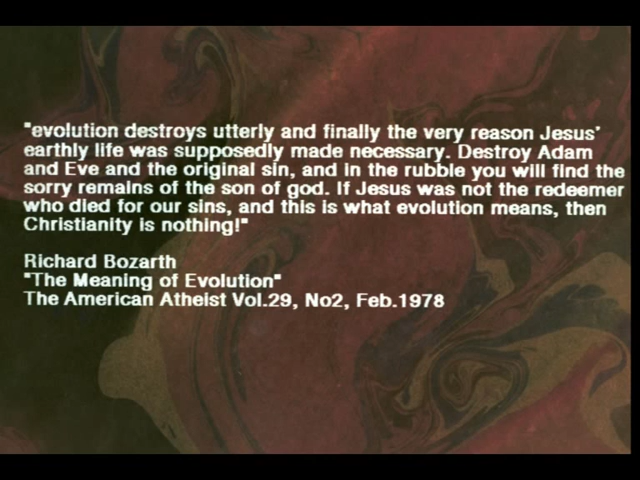 "evolution destroys utterly and finally the very reason Jesus'
earthly life was supposedly made necessary. Destroy Adam
and Eve and the original sin, and in the rubble you will find the
sorry remains of the son of god. If Jesus was not the redeemer
who died for our sins, and this is what evolution means, then
Christianity is nothing!"
Richard Bozarth
"The Meaning of Evolution"
The American Atheist Vol.29, No2, Feb.1978